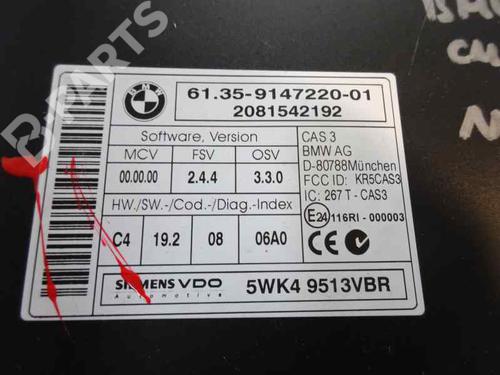 B-PARTS
BMW
61.35-9147220-01
2081542192
Software, Version
MCV FSV OSV
00.00.00 2.4.4 3.3.0
HW./SW.-/Cod.-/Diag.-Index
C4 19.2 08 06A0
CAS 3
BMW AG
D-80788München
FCC ID: KR5CAS3
IC: 267 T - CAS3
E24 116RI - 000003
CE
SIEMENS VDO
Automotive
5WK4 9513VBR